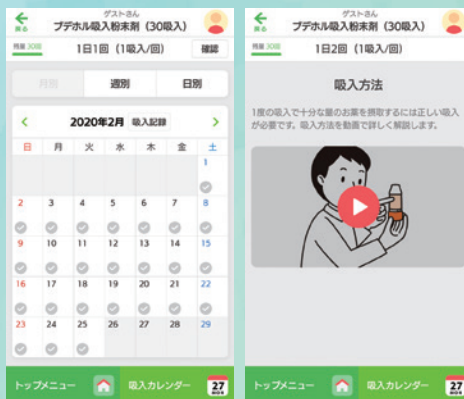 戻る
ゲストさん
ブデホル吸入粉末剤（30吸入）
残量 30回
1日1回（1吸入/回）
確認
月別
週別
日別
2020年2月 吸入記録
日 月 火 水 木 金 土
1
2 3 4 5 6 7 8
9 10 11 12 13 14 15
16 17 18 19 20 21 22
23 24 25 26 27 28 29
トップメニュー
吸入カレンダー
27
戻る
ゲストさん
ブデホル吸入粉末剤（30吸入）
残量 30回
1日2回（1吸入/回）
吸入方法
1度の吸入で十分な量のお薬を摂取するには正しい吸入
が必要です。吸入方法を動画で詳しく解説します。
トップメニュー
吸入カレンダー
27